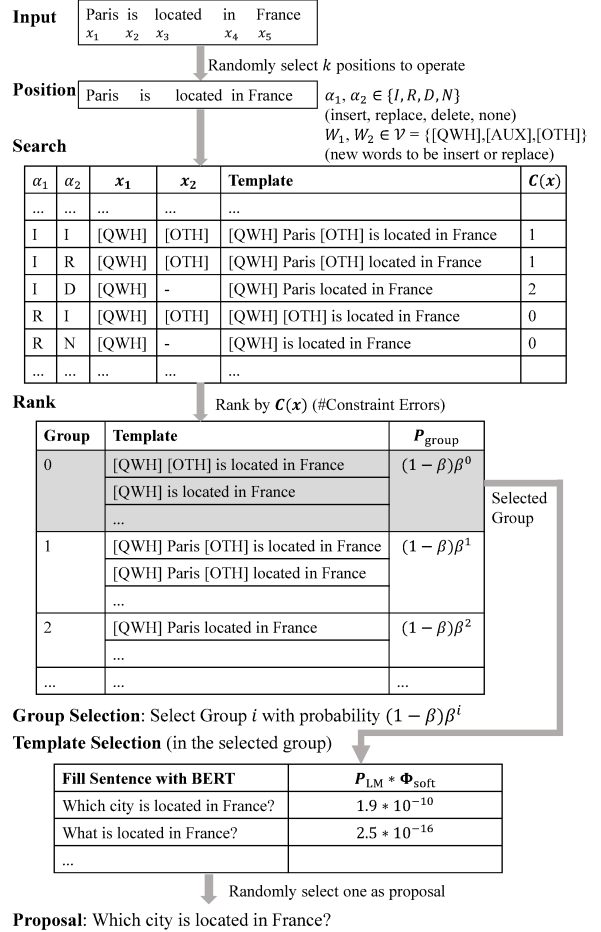 Input
Paris is located in France
x₁ x₂ x₃ x₄ x₅
Randomly select k positions to operate
Position
Paris is located in France
α₁, α₂ ∈ {I, R, D, N}
(insert, replace, delete, none)
W₁, W₂ ∈ 𝒱 = {[QWH],[AUX],[OTH]}
(new words to be insert or replace)
Search
α₁ α₂ x₁ x₂ Template C(x)
... ... ... ... ...
I I [QWH] [OTH] [QWH] Paris [OTH] is located in France 1
I R [QWH] [OTH] [QWH] Paris [OTH] located in France 1
I D [QWH] - [QWH] Paris located in France 2
R I [QWH] [OTH] [QWH] [OTH] is located in France 0
R N [QWH] - [QWH] is located in France 0
... ... ... ... ...
Rank
Rank by C(x) (#Constraint Errors)
Group Template P_group
0 [QWH] [OTH] is located in France (1 − β)β⁰
[QWH] is located in France
...
Selected
Group
1 [QWH] Paris [OTH] is located in France (1 − β)β¹
[QWH] Paris [OTH] located in France
...
2 [QWH] Paris located in France (1 − β)β²
...
... ... ...
Group Selection: Select Group i with probability (1 − β)βⁱ
Template Selection (in the selected group)
Fill Sentence with BERT P_LM * Φ_soft
Which city is located in France? 1.9 * 10⁻¹⁰
What is located in France? 2.5 * 10⁻¹⁶
...
Randomly select one as proposal
Proposal: Which city is located in France?